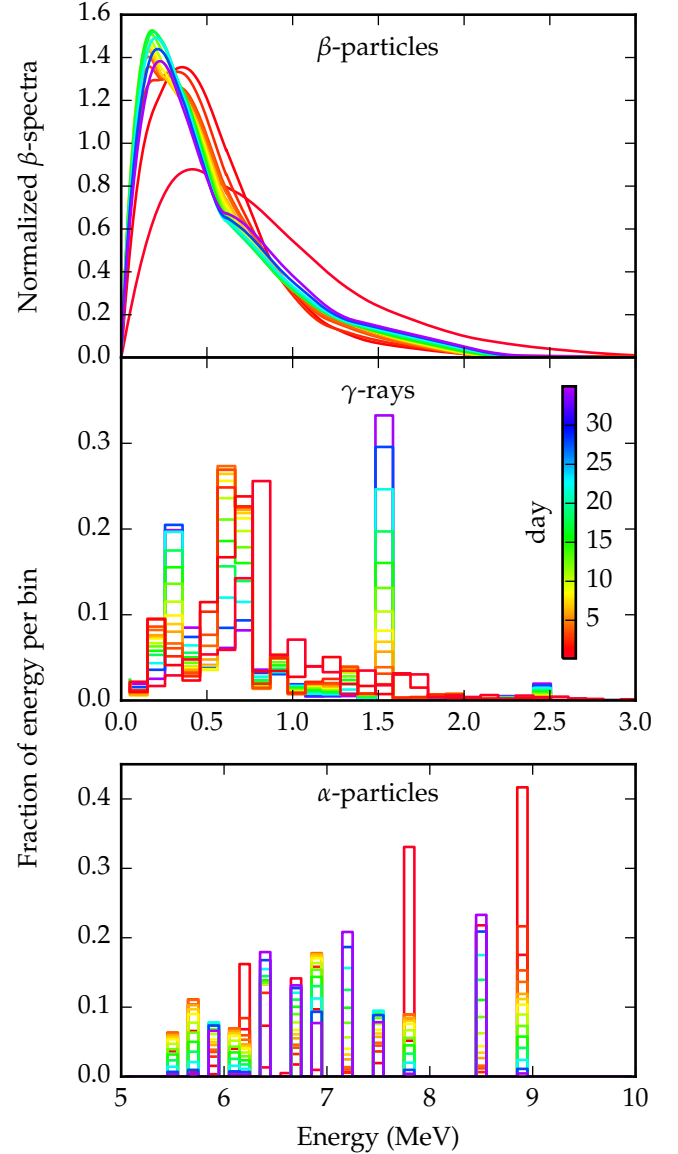 Normalized β-spectra
1.6
1.4
1.2
1.0
0.8
0.6
0.4
0.2
0.0
β-particles
Fraction of energy per bin
0.3
0.2
0.1
0.0
γ-rays
day
30
25
20
15
10
5
0.0 0.5 1.0 1.5 2.0 2.5 3.0
0.4
0.3
0.2
0.1
0.0
α-particles
5 6 7 8 9 10
Energy (MeV)